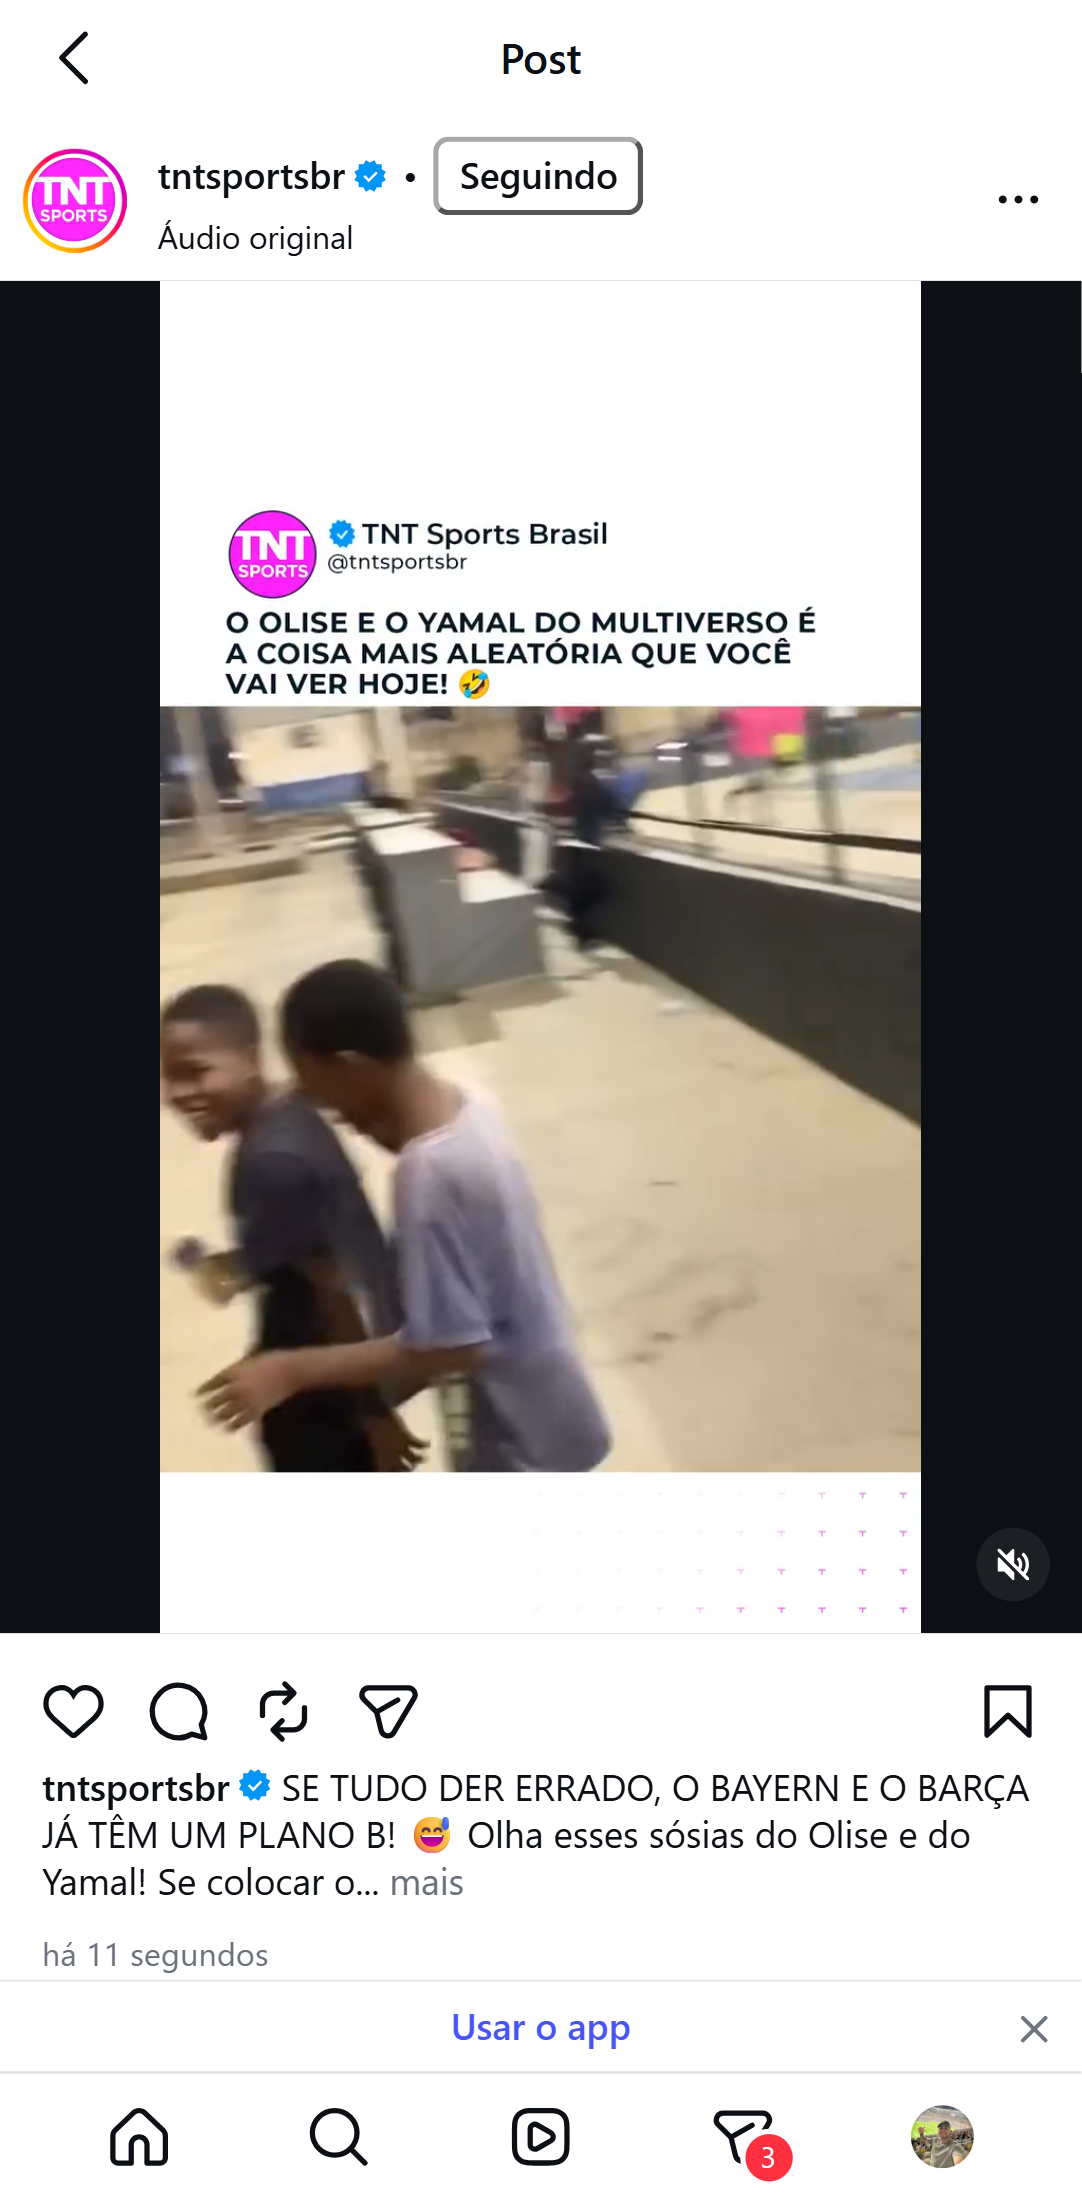 Post
TNT
SPORTS
tntsportsbr • Seguindo
Áudio original
TNT
SPORTS
TNT Sports Brasil
@tntsportsbr
O OLISE E O YAMAL DO MULTIVERSO É
A COISA MAIS ALEATÓRIA QUE VOCÊ
VAI VER HOJE! 🤣
tntsportsbr SE TUDO DER ERRADO, O BAYERN E O BARÇA
JÁ TÊM UM PLANO B! 😅 Olha esses sósias do Olise e do
Yamal! Se colocar o... mais
há 11 segundos
Usar o app
3